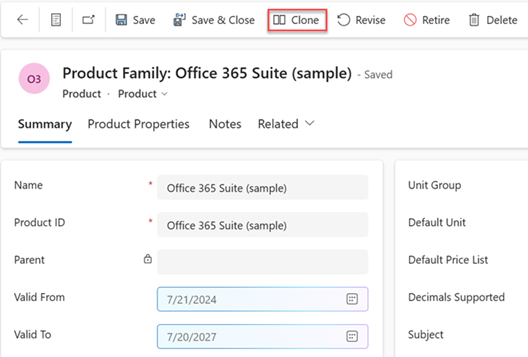 Save Save & Close Clone Revise Retire Delete
O3
Product Family: Office 365 Suite (sample) - Saved
Product · Product
Summary Product Properties Notes Related
Name * Office 365 Suite (sample) Unit Group
Product ID * Office 365 Suite (sample) Default Unit
Parent Default Price List
Valid From 7/21/2024 Decimals Supported
Valid To 7/20/2027 Subject